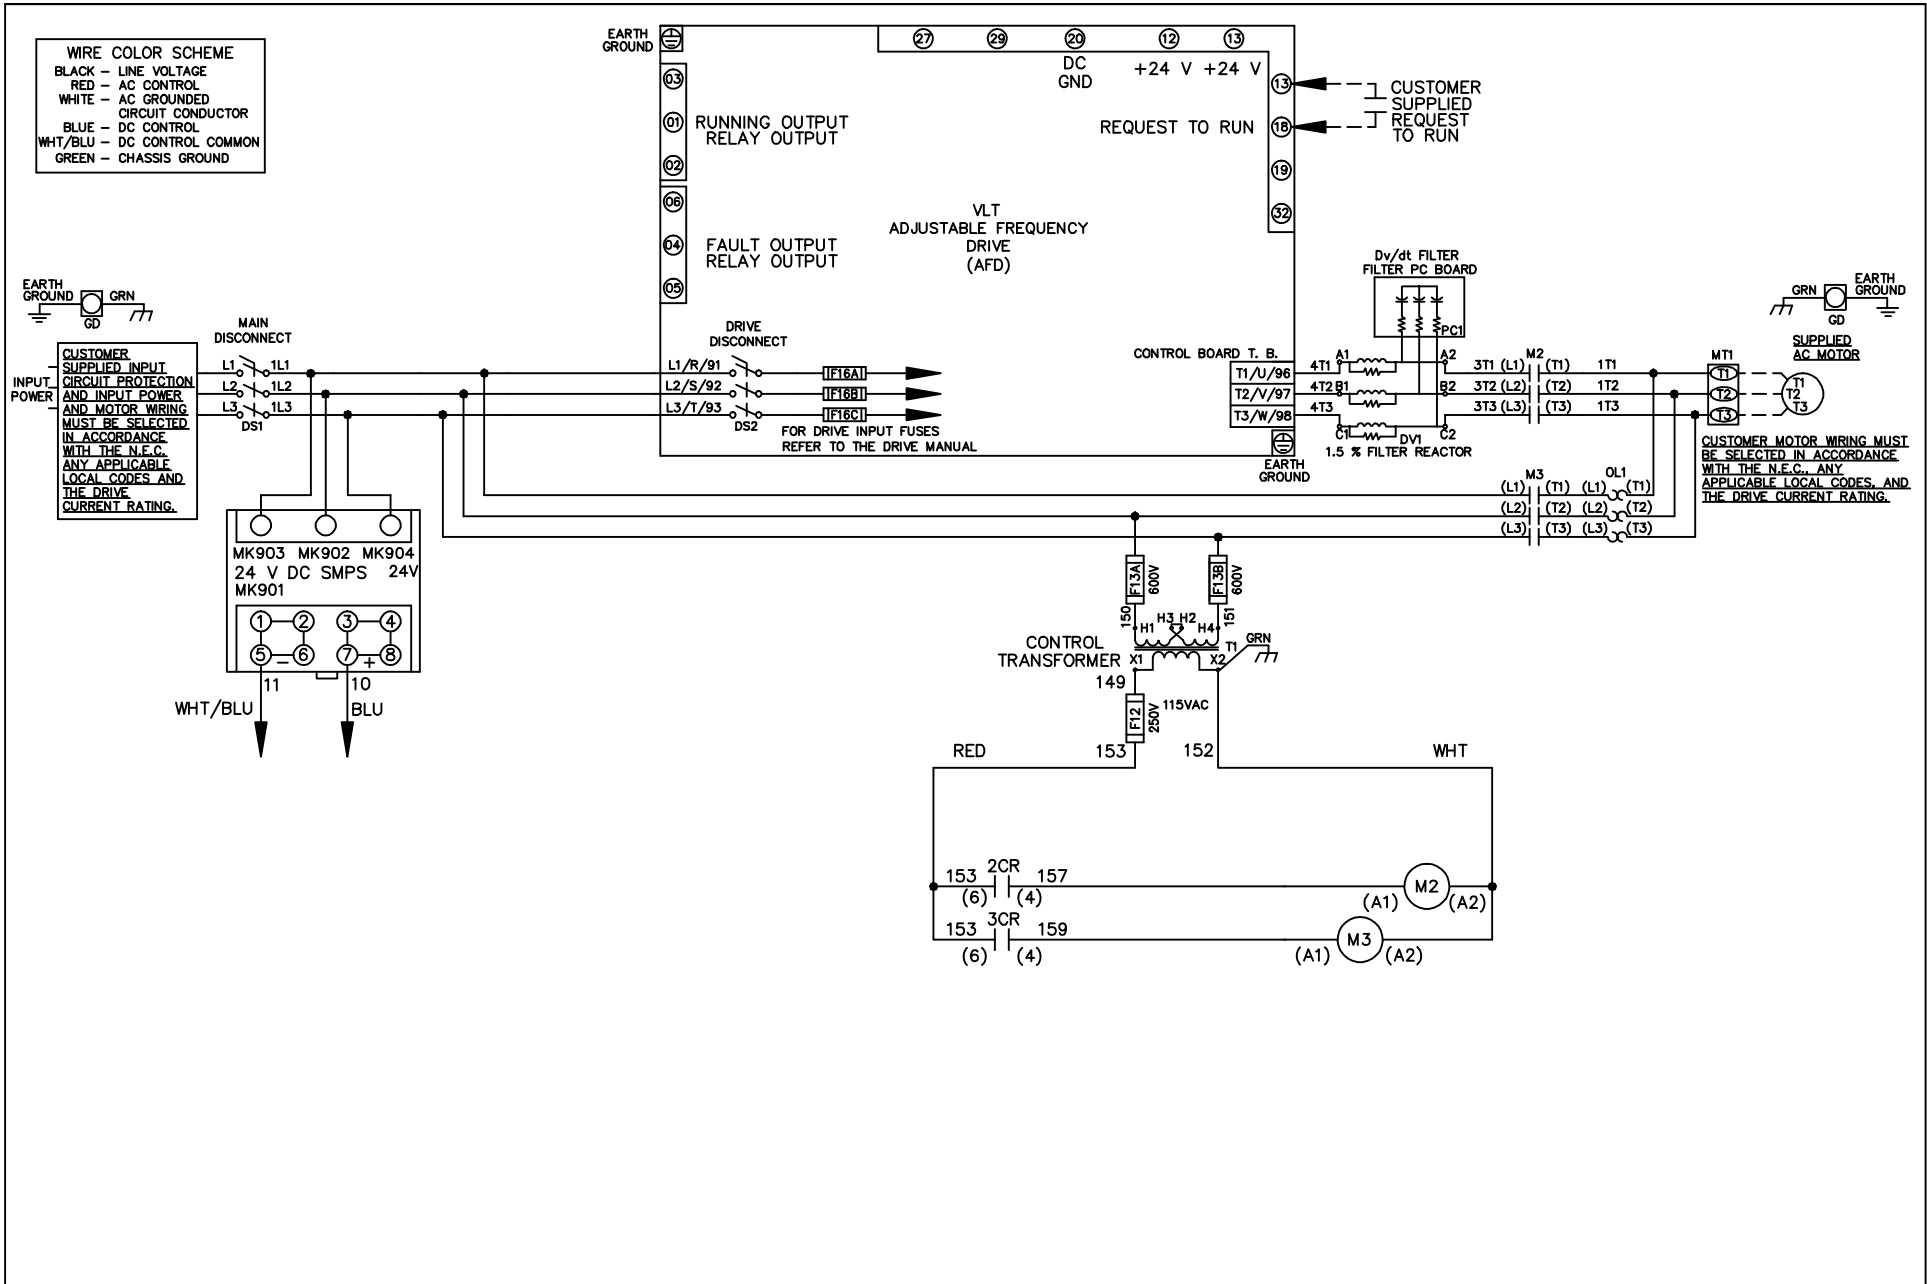 WIRE COLOR SCHEME
BLACK – LINE VOLTAGE
RED – AC CONTROL
WHITE – AC GROUNDED
CIRCUIT CONDUCTOR
BLUE – DC CONTROL
WHT/BLU – DC CONTROL COMMON
GREEN – CHASSIS GROUND
EARTH
GROUND
27 29 20 12 13
DC
GND
+24 V +24 V
03
01
02
RUNNING OUTPUT
RELAY OUTPUT
06
04
05
FAULT OUTPUT
RELAY OUTPUT
REQUEST TO RUN
13
18
19
32
CUSTOMER
SUPPLIED
REQUEST
TO RUN
VLT
ADJUSTABLE FREQUENCY
DRIVE
(AFD)
EARTH
GROUND
GRN
GD
INPUT
POWER
CUSTOMER
SUPPLIED INPUT
CIRCUIT PROTECTION
AND INPUT POWER
AND MOTOR WIRING
MUST BE SELECTED
IN ACCORDANCE
WITH THE N.E.C.
ANY APPLICABLE
LOCAL CODES AND
THE DRIVE
CURRENT RATING.
MAIN
DISCONNECT
L1 1L1
L2 1L2
L3 1L3
DS1
DRIVE
DISCONNECT
L1/R/91
L2/S/92
L3/T/93
DS2
F16A
F16B
F16C
FOR DRIVE INPUT FUSES
REFER TO THE DRIVE MANUAL
CONTROL BOARD T. B.
T1/U/96
T2/V/97
T3/W/98
EARTH
GROUND
Dv/dt FILTER
FILTER PC BOARD
PC1
4T1 A1 A2
4T2 B1 B2
4T3 C1 C2
DV1
1.5 % FILTER REACTOR
M2
3T1 (L1) (T1) 1T1
3T2 (L2) (T2) 1T2
3T3 (L3) (T3) 1T3
MT1
T1
T2
T3
GRN
EARTH
GROUND
GD
SUPPLIED
AC MOTOR
T1
T2
T3
CUSTOMER MOTOR WIRING MUST
BE SELECTED IN ACCORDANCE
WITH THE N.E.C., ANY
APPLICABLE LOCAL CODES, AND
THE DRIVE CURRENT RATING.
M3 OL1
(L1) (T1) (L1) (T1)
(L2) (T2) (L2) (T2)
(L3) (T3) (L3) (T3)
MK903 MK902 MK904
24 V DC SMPS 24V
MK901
1 2 3 4
5 – 6 7 + 8
11 10
WHT/BLU BLU
F13A 600V
F13B 600V
150 151
H1 H3 H2 H4
CONTROL
TRANSFORMER
X1 X2
T1
GRN
149
F12 250V
115VAC
153 152
RED WHT
2CR
153 157
(6) (4)
M2
(A1) (A2)
3CR
153 159
(6) (4)
M3
(A1) (A2)